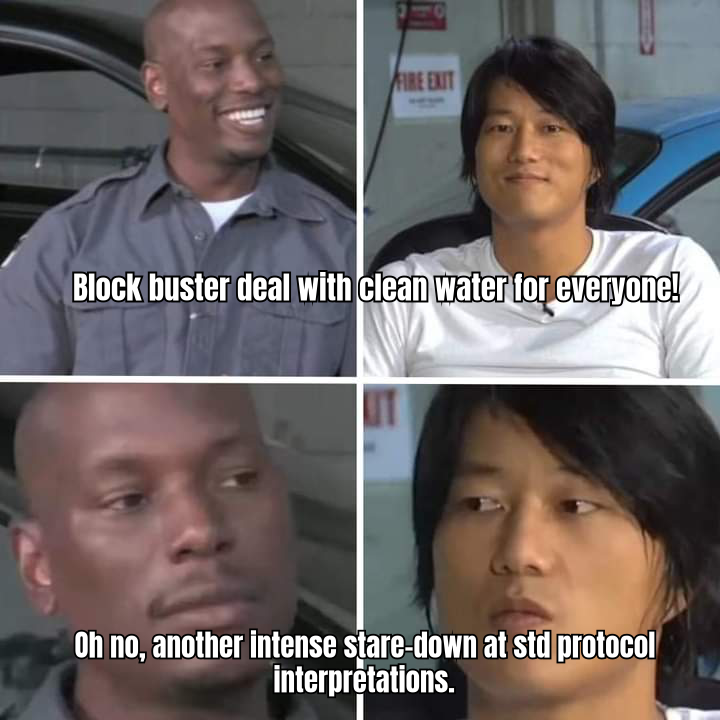 FIRE EXIT
Block buster deal with clean water for everyone!
Oh no, another intense stare-down at std protocol
interpretations.